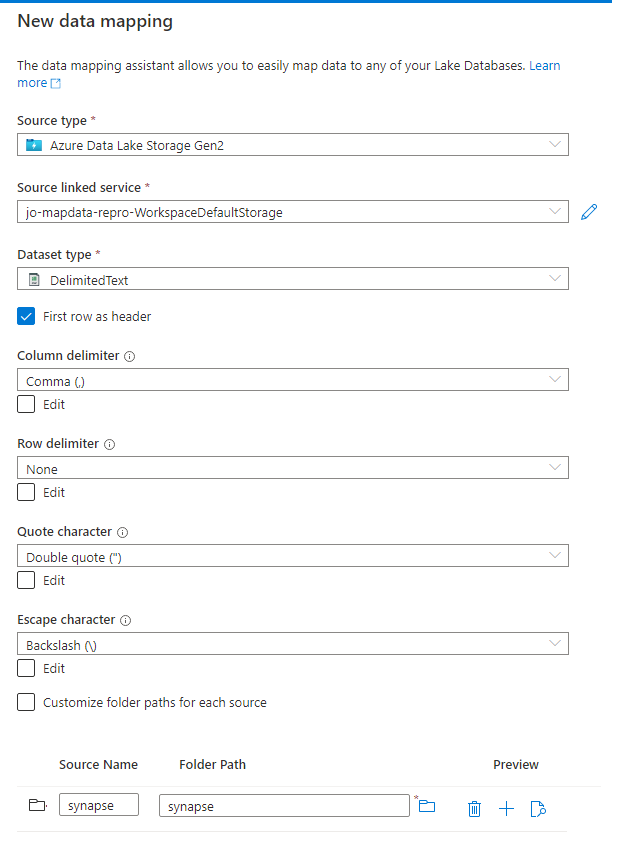 New data mapping
The data mapping assistant allows you to easily map data to any of your Lake Databases. Learn
more
Source type *
Azure Data Lake Storage Gen2
Source linked service *
jo-mapdata-repro-WorkspaceDefaultStorage
Dataset type *
DelimitedText
First row as header
Column delimiter
Comma (,)
Edit
Row delimiter
None
Edit
Quote character
Double quote (")
Edit
Escape character
Backslash (\)
Edit
Customize folder paths for each source
Source Name Folder Path Preview
synapse synapse *